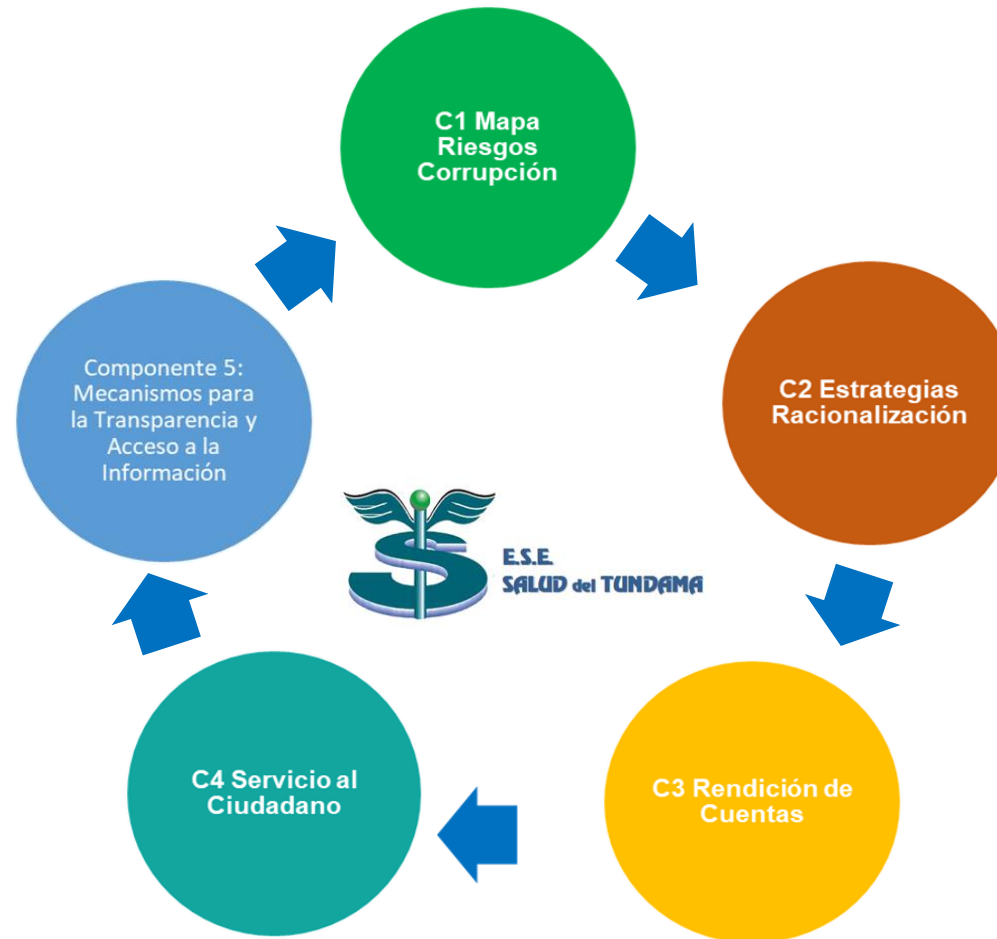 C1 Mapa
Riesgos
Corrupción
C2 Estrategias
Racionalización
Componente 5:
Mecanismos para
la Transparencia y
Acceso a la
Información
E.S.E.
SALUD del TUNDAMA
C4 Servicio al
Ciudadano
C3 Rendición de
Cuentas